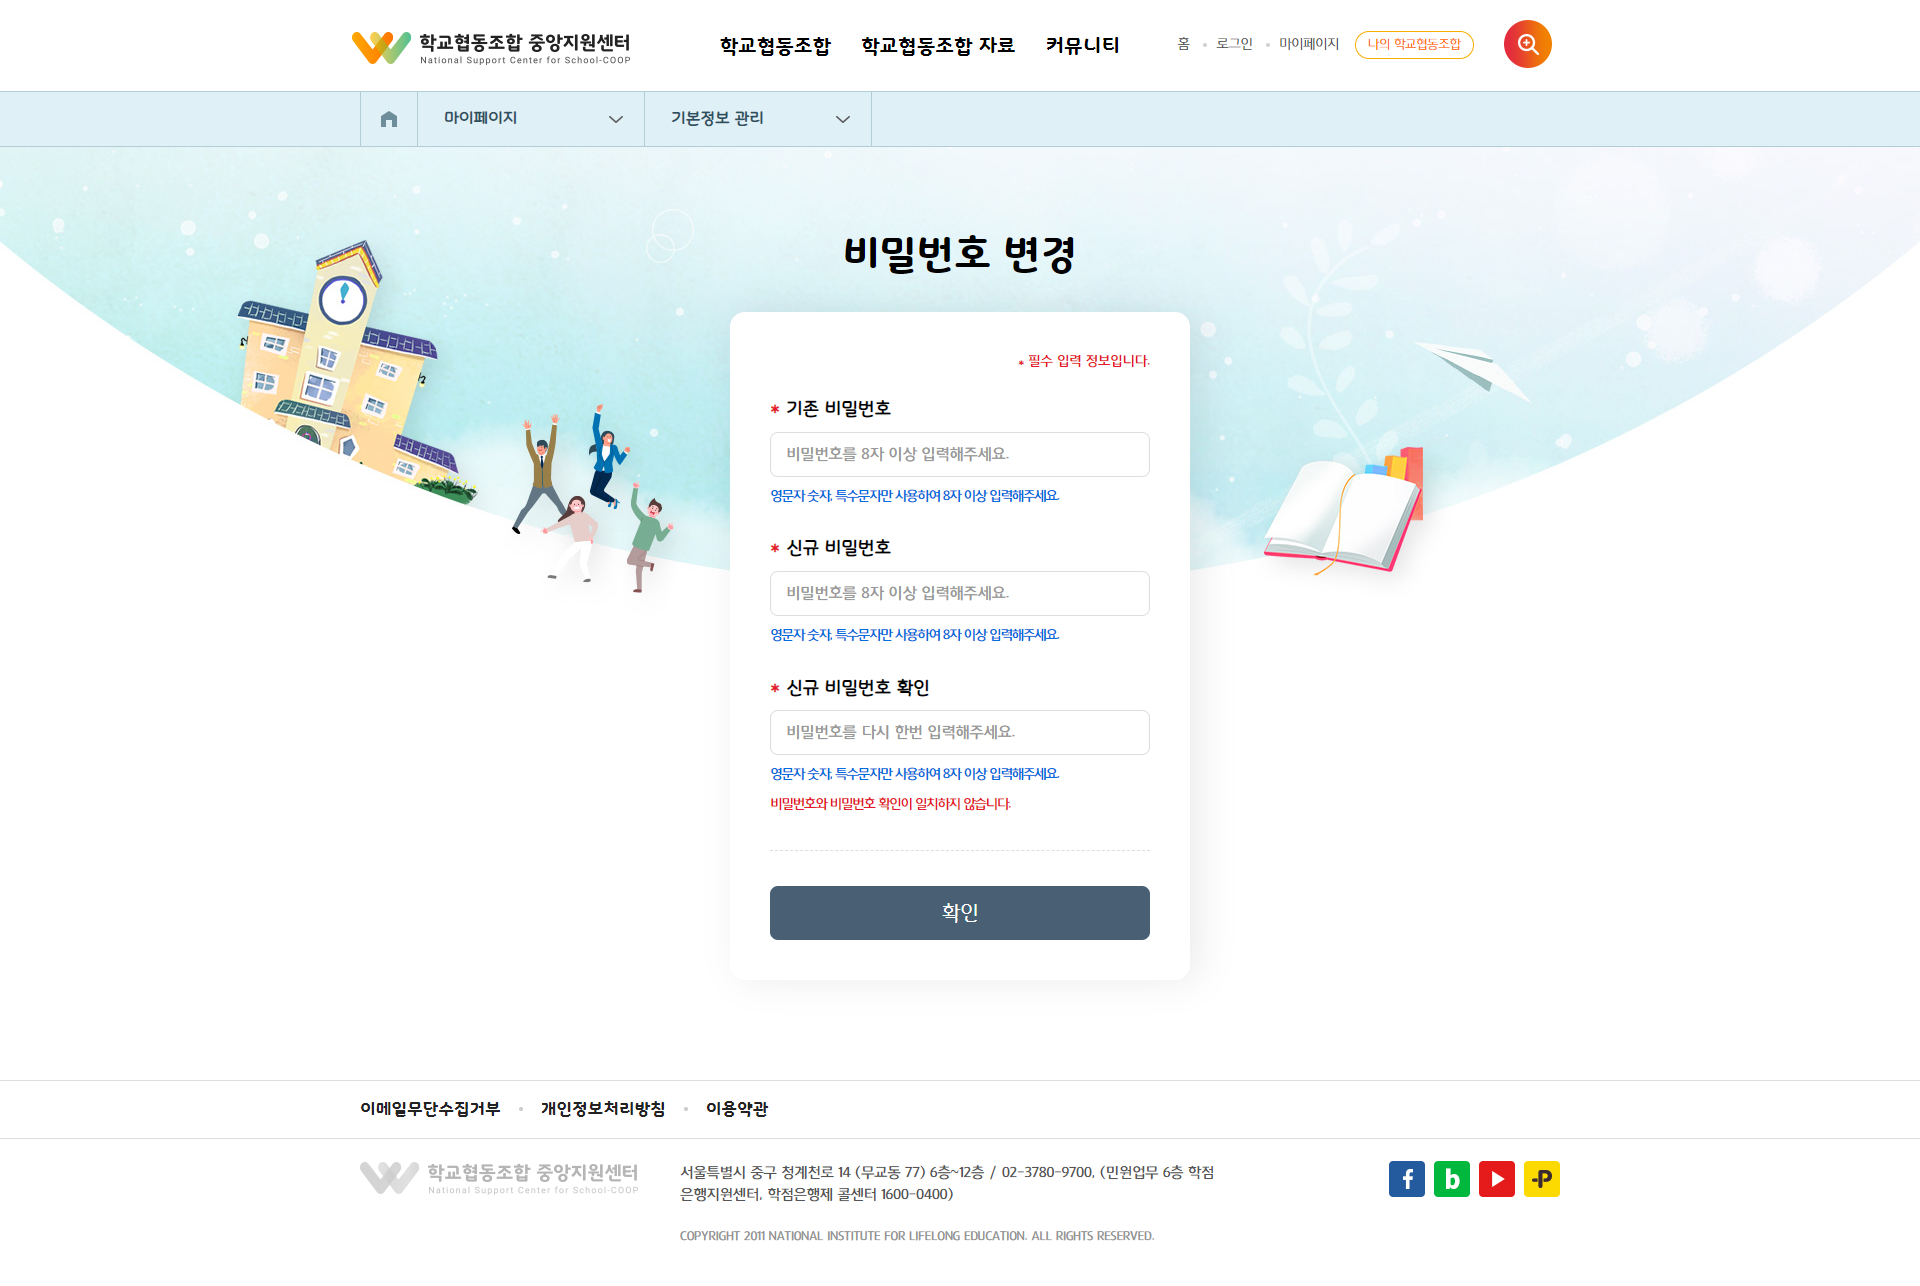 학교협동조합 중앙지원센터
National Support Center for School-COOP
학교협동조합 학교협동조합 자료 커뮤니티
홈 로그인 마이페이지 나의 학교협동조합
마이페이지 기본정보 관리
비밀번호 변경
* 필수 입력 정보입니다.
* 기존 비밀번호
비밀번호를 8자 이상 입력해주세요.
영문자 숫자, 특수문자만 사용하여 8자 이상 입력해주세요.
* 신규 비밀번호
비밀번호를 8자 이상 입력해주세요.
영문자 숫자, 특수문자만 사용하여 8자 이상 입력해주세요.
* 신규 비밀번호 확인
비밀번호를 다시 한번 입력해주세요.
영문자 숫자, 특수문자만 사용하여 8자 이상 입력해주세요.
비밀번호와 비밀번호 확인이 일치하지 않습니다.
확인
이메일무단수집거부 개인정보처리방침 이용약관
학교협동조합 중앙지원센터
National Support Center for School-COOP
서울특별시 중구 청계천로 14 (무교동 77) 6층~12층 / 02-3780-9700, (민원업무 6층 학점
은행지원센터, 학점은행제 콜센터 1600-0400)
COPYRIGHT 2011 NATIONAL INSTITUTE FOR LIFELONG EDUCATION. ALL RIGHTS RESERVED.